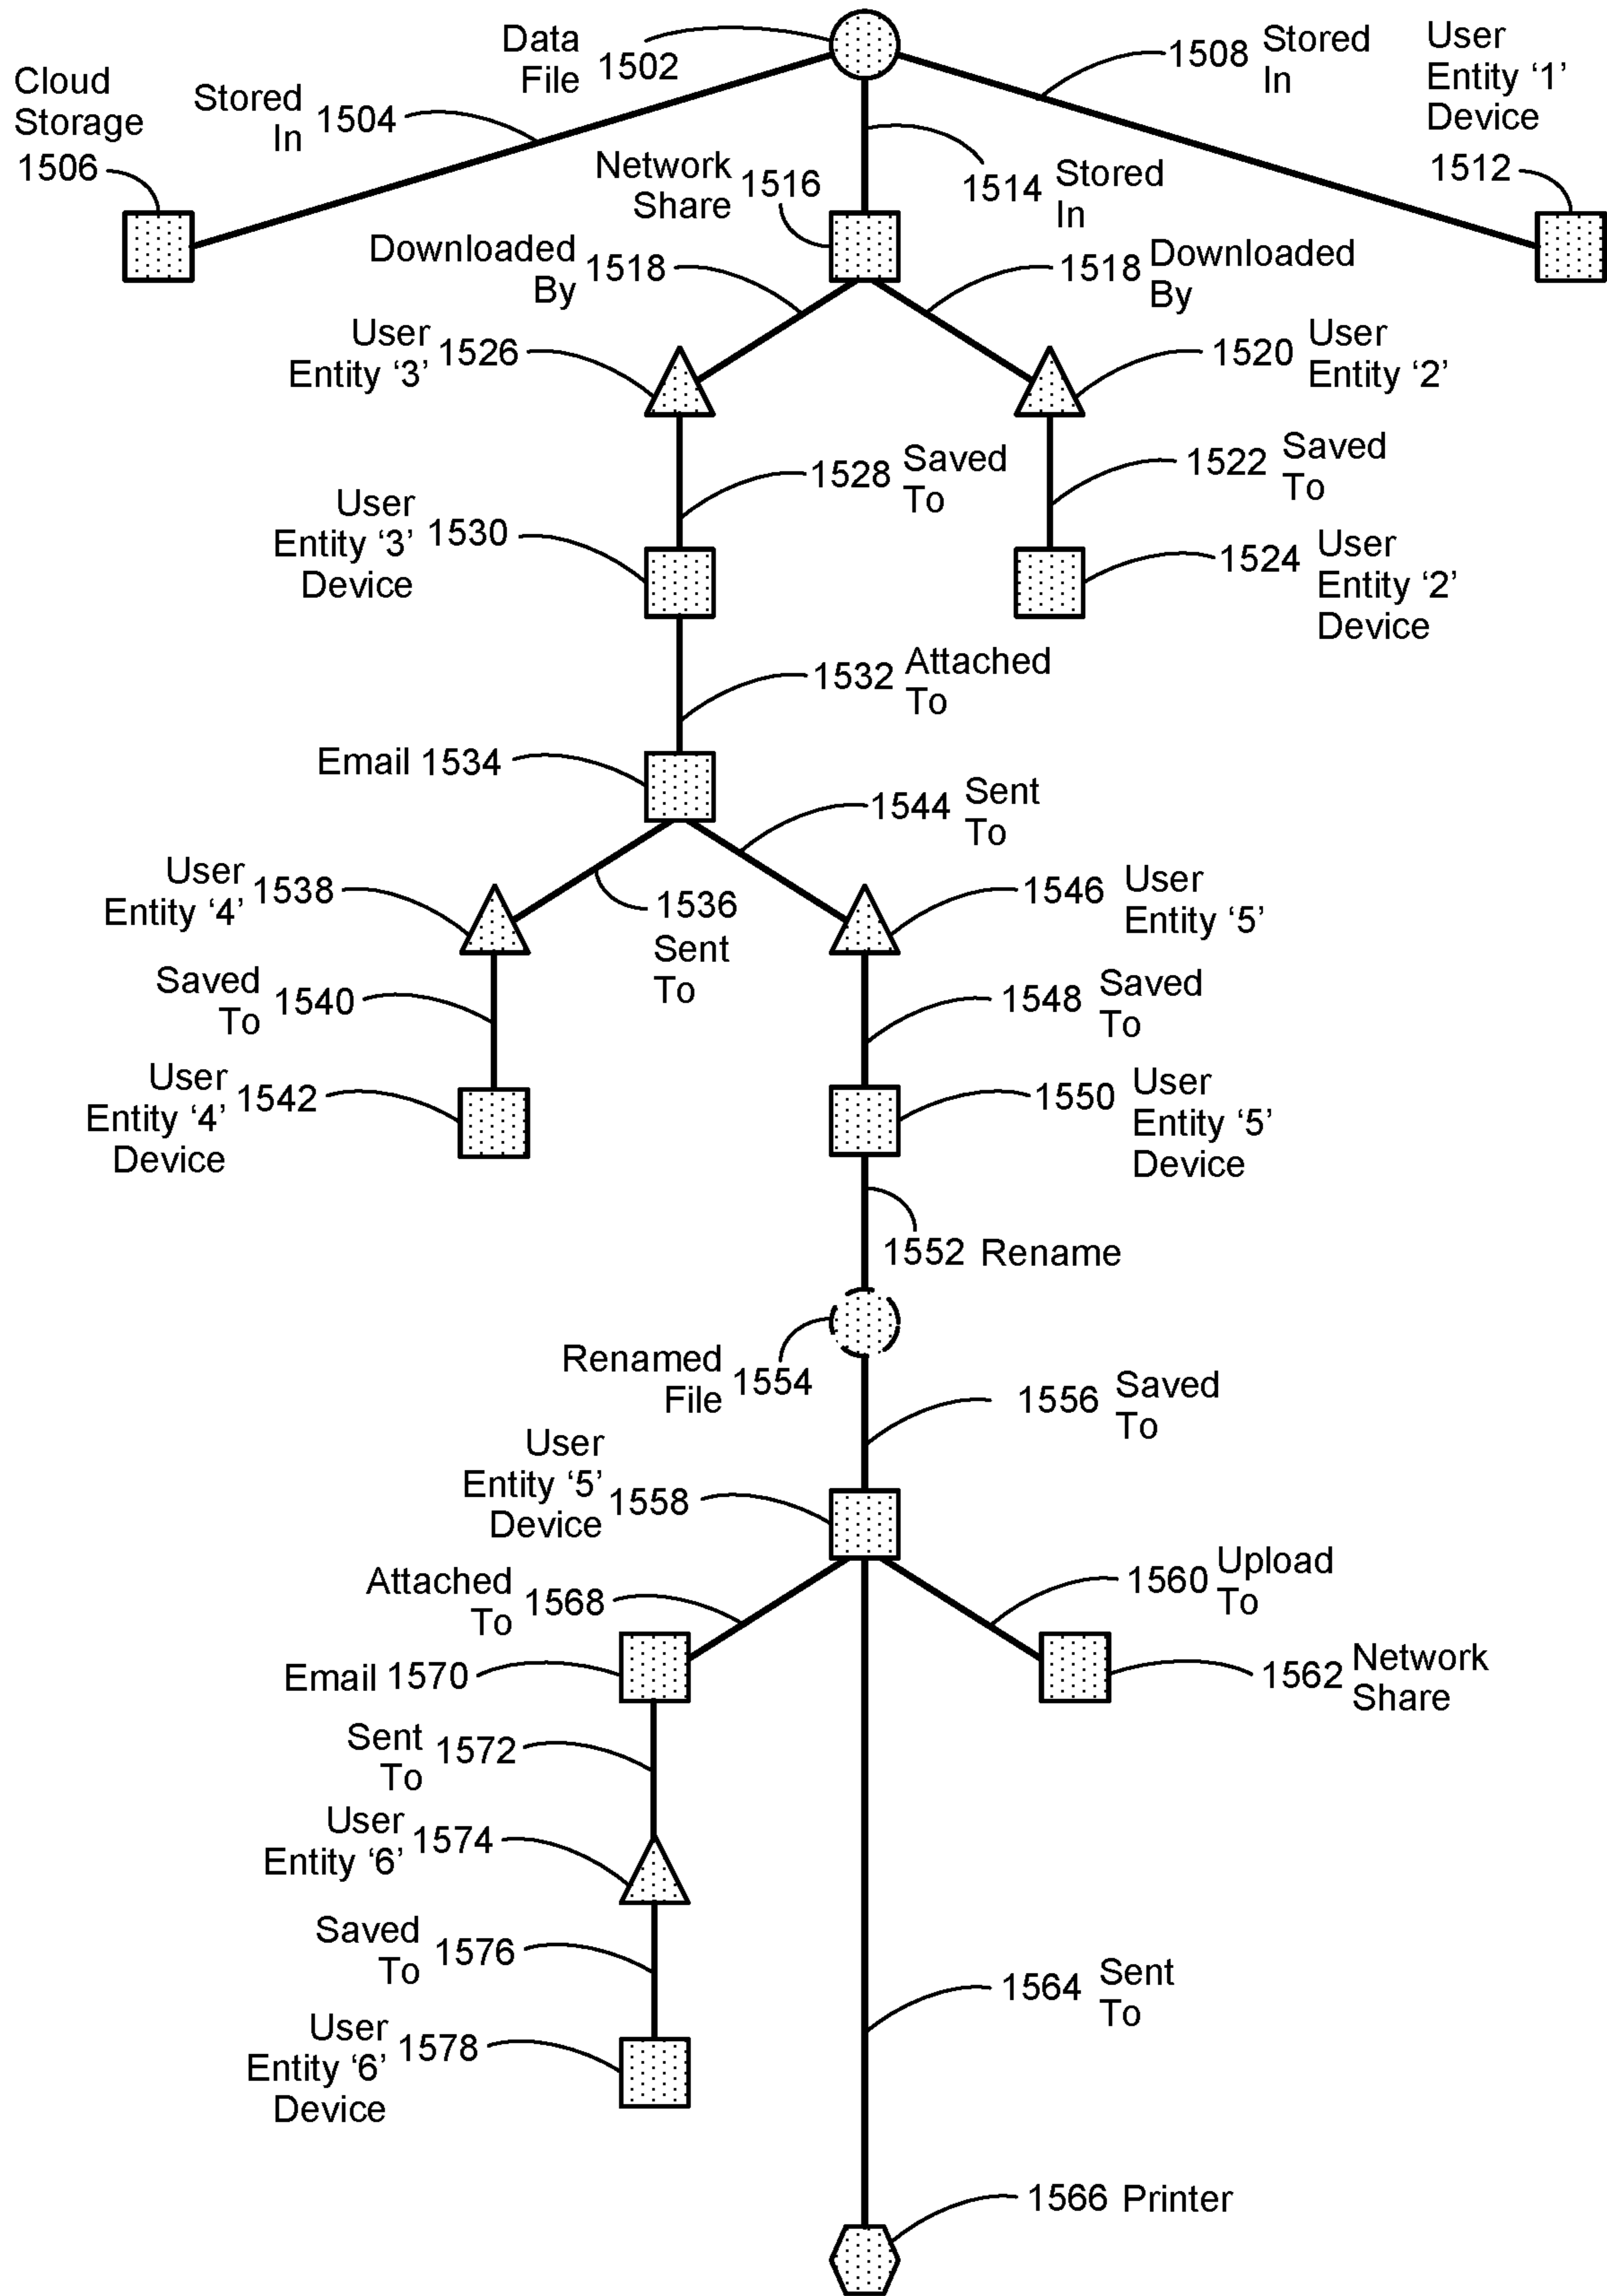 Data
File 1502
1508 Stored
In
User
Entity ‘1’
Device
1512
Cloud
Storage
1506
Stored
In 1504
Network
Share 1516
1514 Stored
In
Downloaded
By 1518
1518 Downloaded
By
User
Entity ‘3’ 1526
1520 User
Entity ‘2’
1528 Saved
To
1522 Saved
To
User
Entity ‘3’ 1530
Device
1524 User
Entity ‘2’
Device
1532 Attached
To
Email 1534
1544 Sent
To
User
Entity ‘4’ 1538
1536
Sent
To
1546 User
Entity ‘5’
Saved
To 1540
1548 Saved
To
User
Entity ‘4’ 1542
Device
1550 User
Entity ‘5’
Device
1552 Rename
Renamed
File 1554
1556 Saved
To
User
Entity ‘5’ 1558
Device
Attached
To 1568
1560 Upload
To
Email 1570
1562 Network
Share
Sent
To 1572
User
Entity ‘6’ 1574
Saved
To 1576
1564 Sent
To
User
Entity ‘6’ 1578
Device
1566 Printer